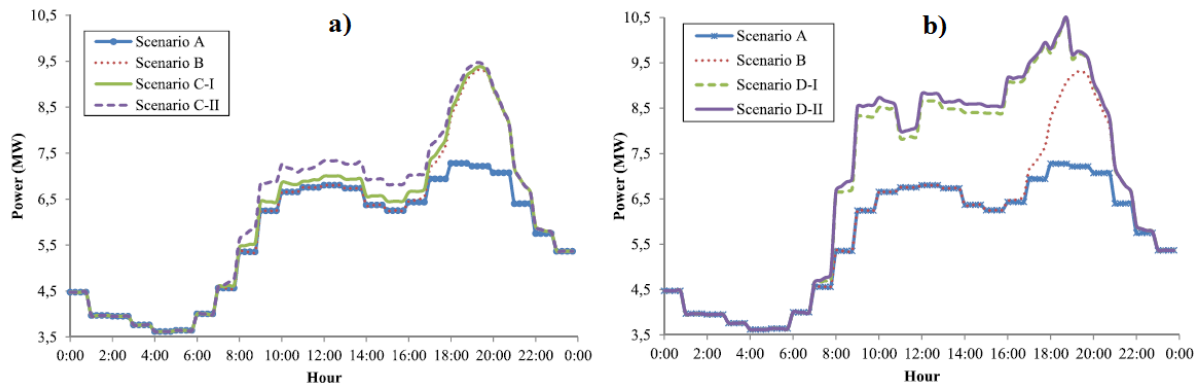 a)
Scenario A
Scenario B
Scenario C-I
Scenario C-II
Power (MW)
10,5
9,5
8,5
7,5
6,5
5,5
4,5
3,5
0:00 2:00 4:00 6:00 8:00 10:00 12:00 14:00 16:00 18:00 20:00 22:00 0:00
Hour
b)
Scenario A
Scenario B
Scenario D-I
Scenario D-II
Power (MW)
10,5
9,5
8,5
7,5
6,5
5,5
4,5
3,5
0:00 2:00 4:00 6:00 8:00 10:00 12:00 14:00 16:00 18:00 20:00 22:00 0:00
Hour